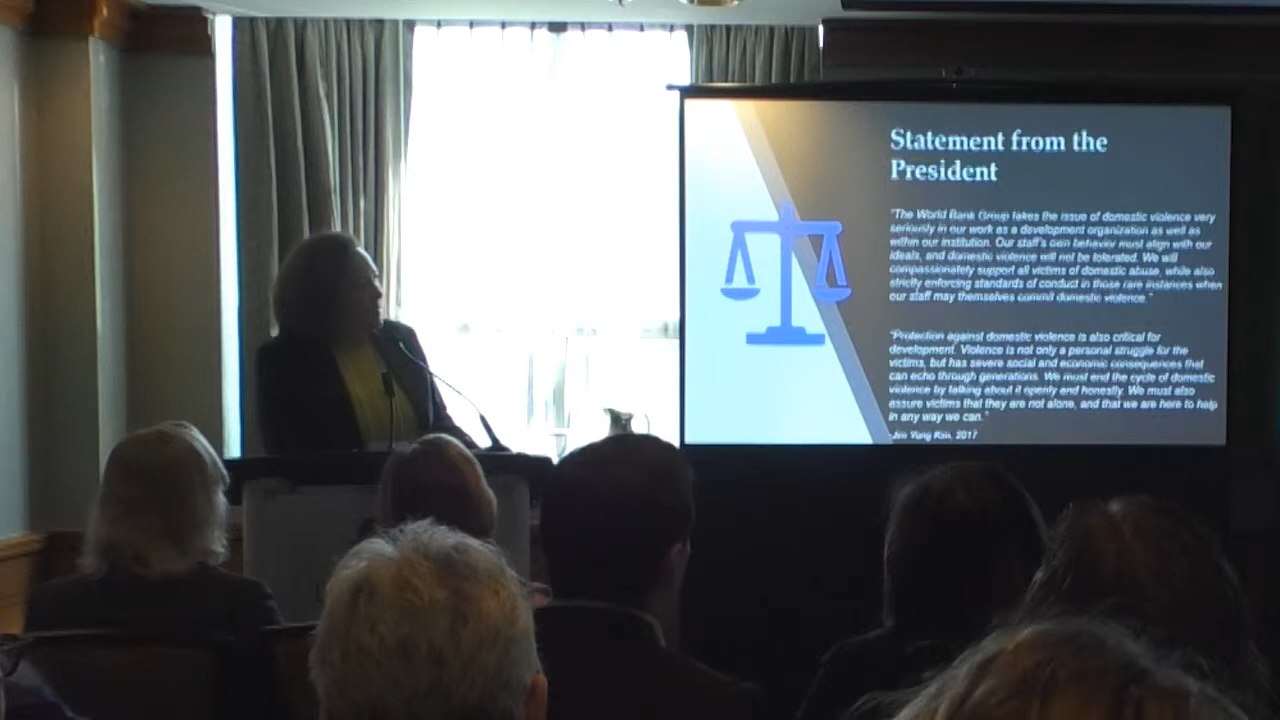 Statement from the
President
"The World Bank Group takes the issue of domestic violence very
seriously in our work as a development organization as well as
within our institution. Our staff's own behavior must align with our
ideals, and domestic violence will not be tolerated. We will
compassionately support all victims of domestic abuse, while also
strictly enforcing standards of conduct in those rare instances when
our staff may themselves commit domestic violence."
"Protection against domestic violence is also critical for
development. Violence is not only a personal struggle for the
victims, but has severe social and economic consequences that
can echo through generations. We must end the cycle of domestic
violence by talking about it openly and honestly. We must also
assure victims that they are not alone, and that we are here to help
in any way we can."
Jim Yong Kim, 2017